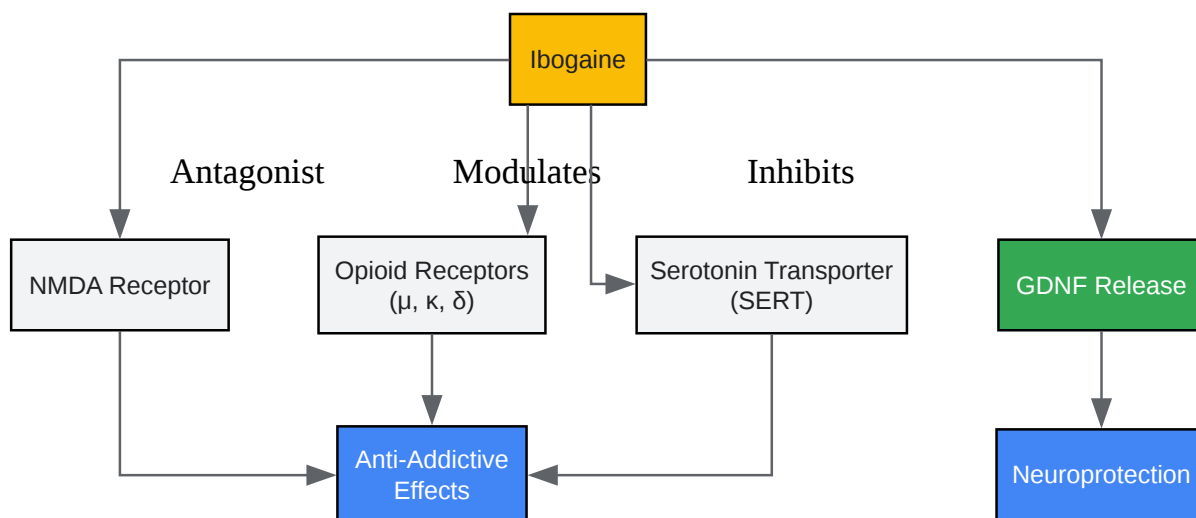 Ibogaine
Antagonist
Modulates
Inhibits
NMDA Receptor
Opioid Receptors
(μ, κ, δ)
Serotonin Transporter
(SERT)
GDNF Release
Anti-Addictive
Effects
Neuroprotection